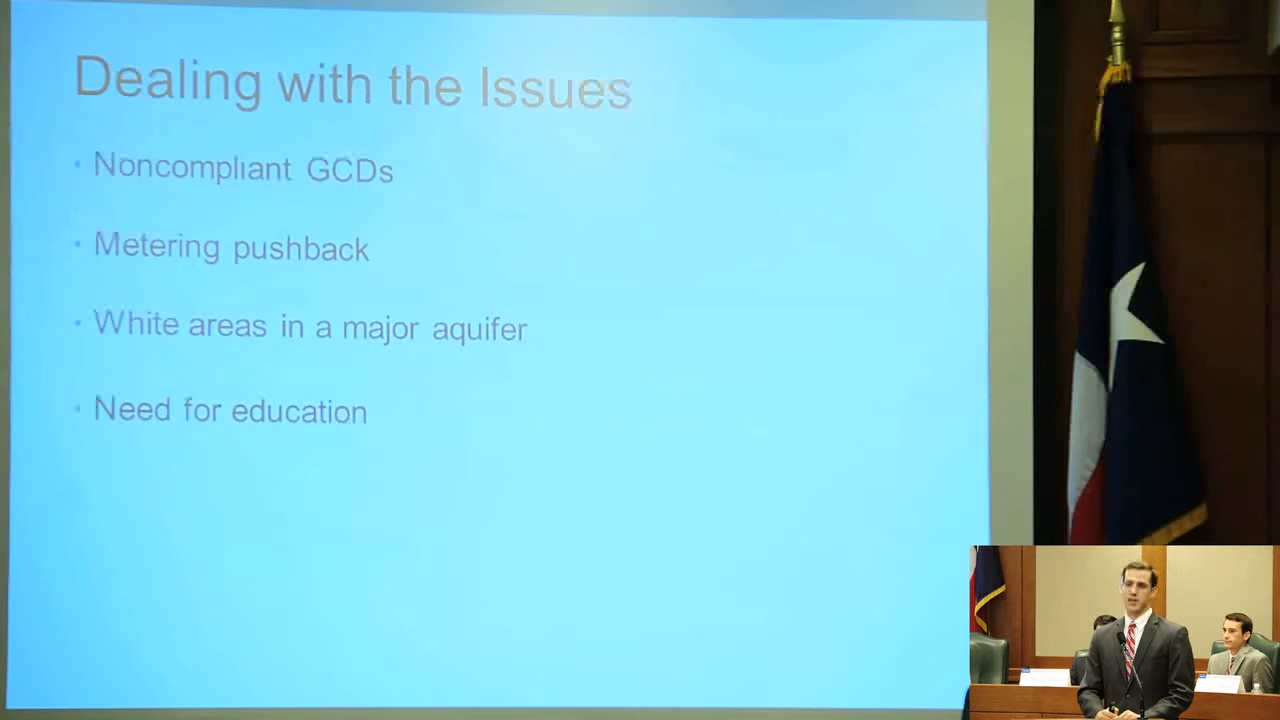 Dealing with the Issues
• Noncompliant GCDs
• Metering pushback
• White areas in a major aquifer
• Need for education